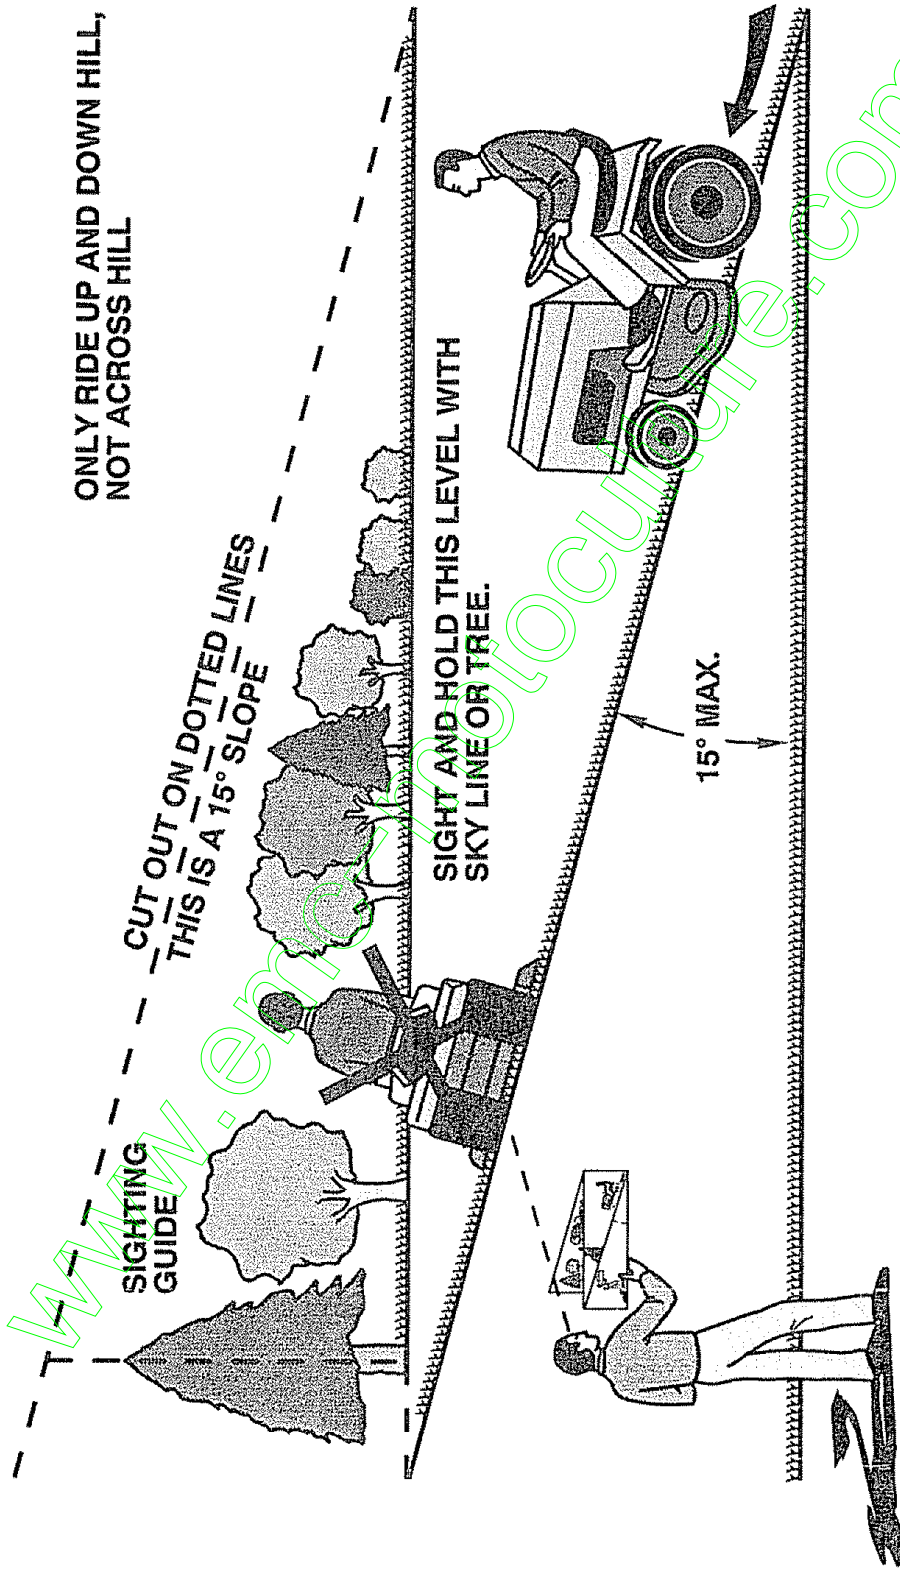 ONLY RIDE UP AND DOWN HILL,
NOT ACROSS HILL
CUT OUT ON DOTTED LINES
THIS IS A 15° SLOPE
SIGHTING
GUIDE
SIGHT AND HOLD THIS LEVEL WITH
SKY LINE OR TREE.
15° MAX.
www.emc-motoculture.com